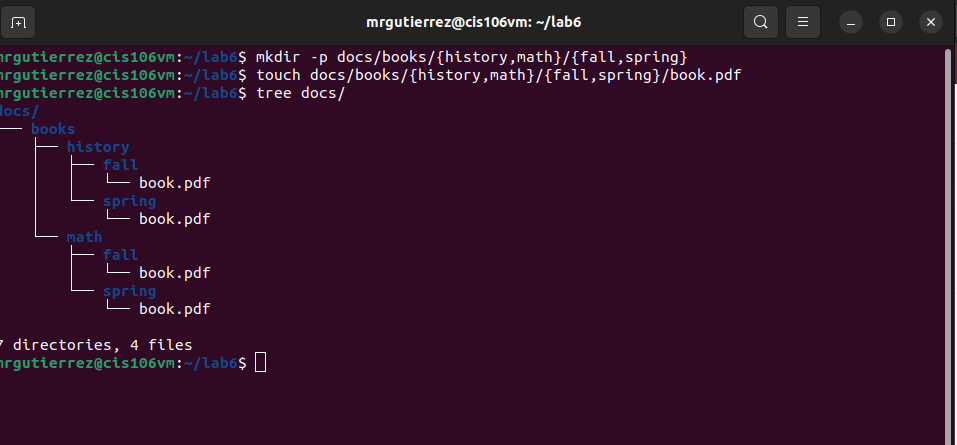 mrgutierrez@cis106vm: ~/lab6
mrgutierrez@cis106vm:~/lab6$ mkdir -p docs/books/{history,math}/{fall,spring}
mrgutierrez@cis106vm:~/lab6$ touch docs/books/{history,math}/{fall,spring}/book.pdf
mrgutierrez@cis106vm:~/lab6$ tree docs/
docs/
└── books
    ├── history
    │   ├── fall
    │   │   └── book.pdf
    │   └── spring
    │       └── book.pdf
    └── math
        ├── fall
        │   └── book.pdf
        └── spring
            └── book.pdf
7 directories, 4 files
mrgutierrez@cis106vm:~/lab6$